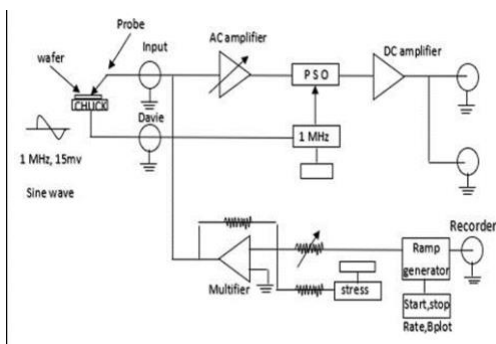 Probe
Input
AC amplifier
DC amplifier
wafer
P S O
CHUCK
Davie
1 MHz
1 MHz, 15mv
Sine wave
Recorder
Ramp
generator
Multifier
stress
Start,stop
Rate,Bplot